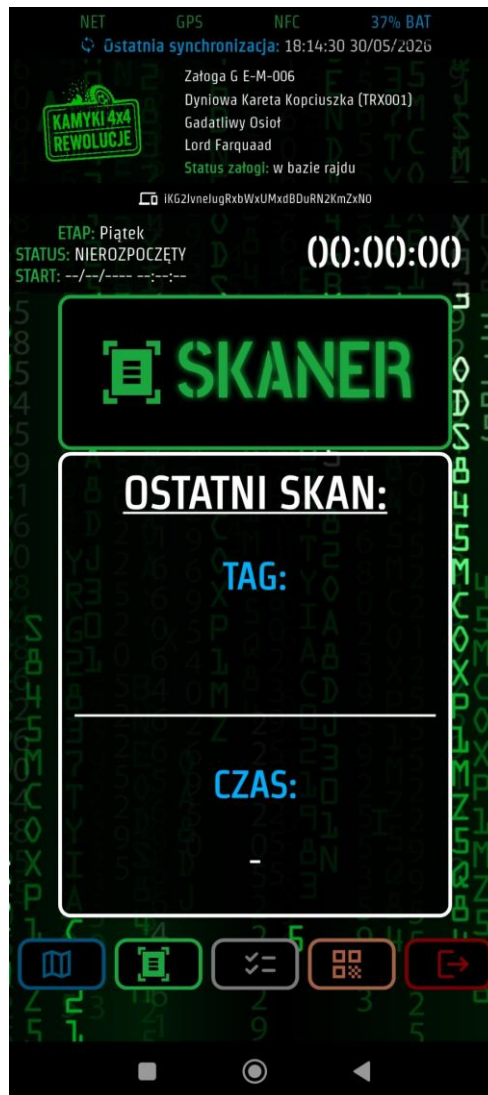 NET GPS NFC 37% BAT
Ostatnia synchronizacja: 18:14:30 30/05/2026
KAMYKI 4x4
REWOLUCJE
Załoga G E-M-006
Dyniowa Kareta Kopciuszka (TRX001)
Gadatliwy Osioł
Lord Farquaad
Status załogi: w bazie rajdu
ETAP: Piątek
STATUS: NIEROZPOCZĘTY
START: --/--/---- --:--:--
00:00:00
SKANER
OSTATNI SKAN:
TAG:
CZAS:
-